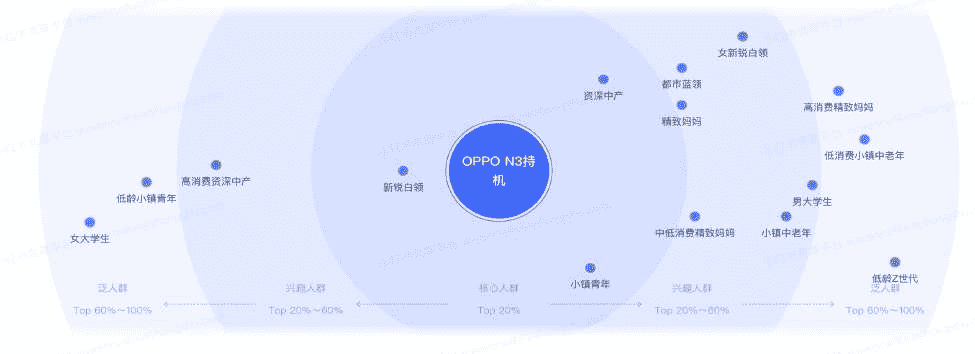 女新锐白领
都市蓝领
资深中产
高消费精致妈妈
精致妈妈
OPPO N3持
机
低消费小镇中老年
高消费资深中产
新锐白领
低龄小镇青年
男大学生
女大学生
中低消费精致妈妈
小镇中老年
低龄Z世代
小镇青年
泛人群
兴趣人群
核心人群
兴趣人群
泛人群
Top 60%~100%
Top 20%~60%
Top 20%
Top 20%~60%
Top 60%~100%